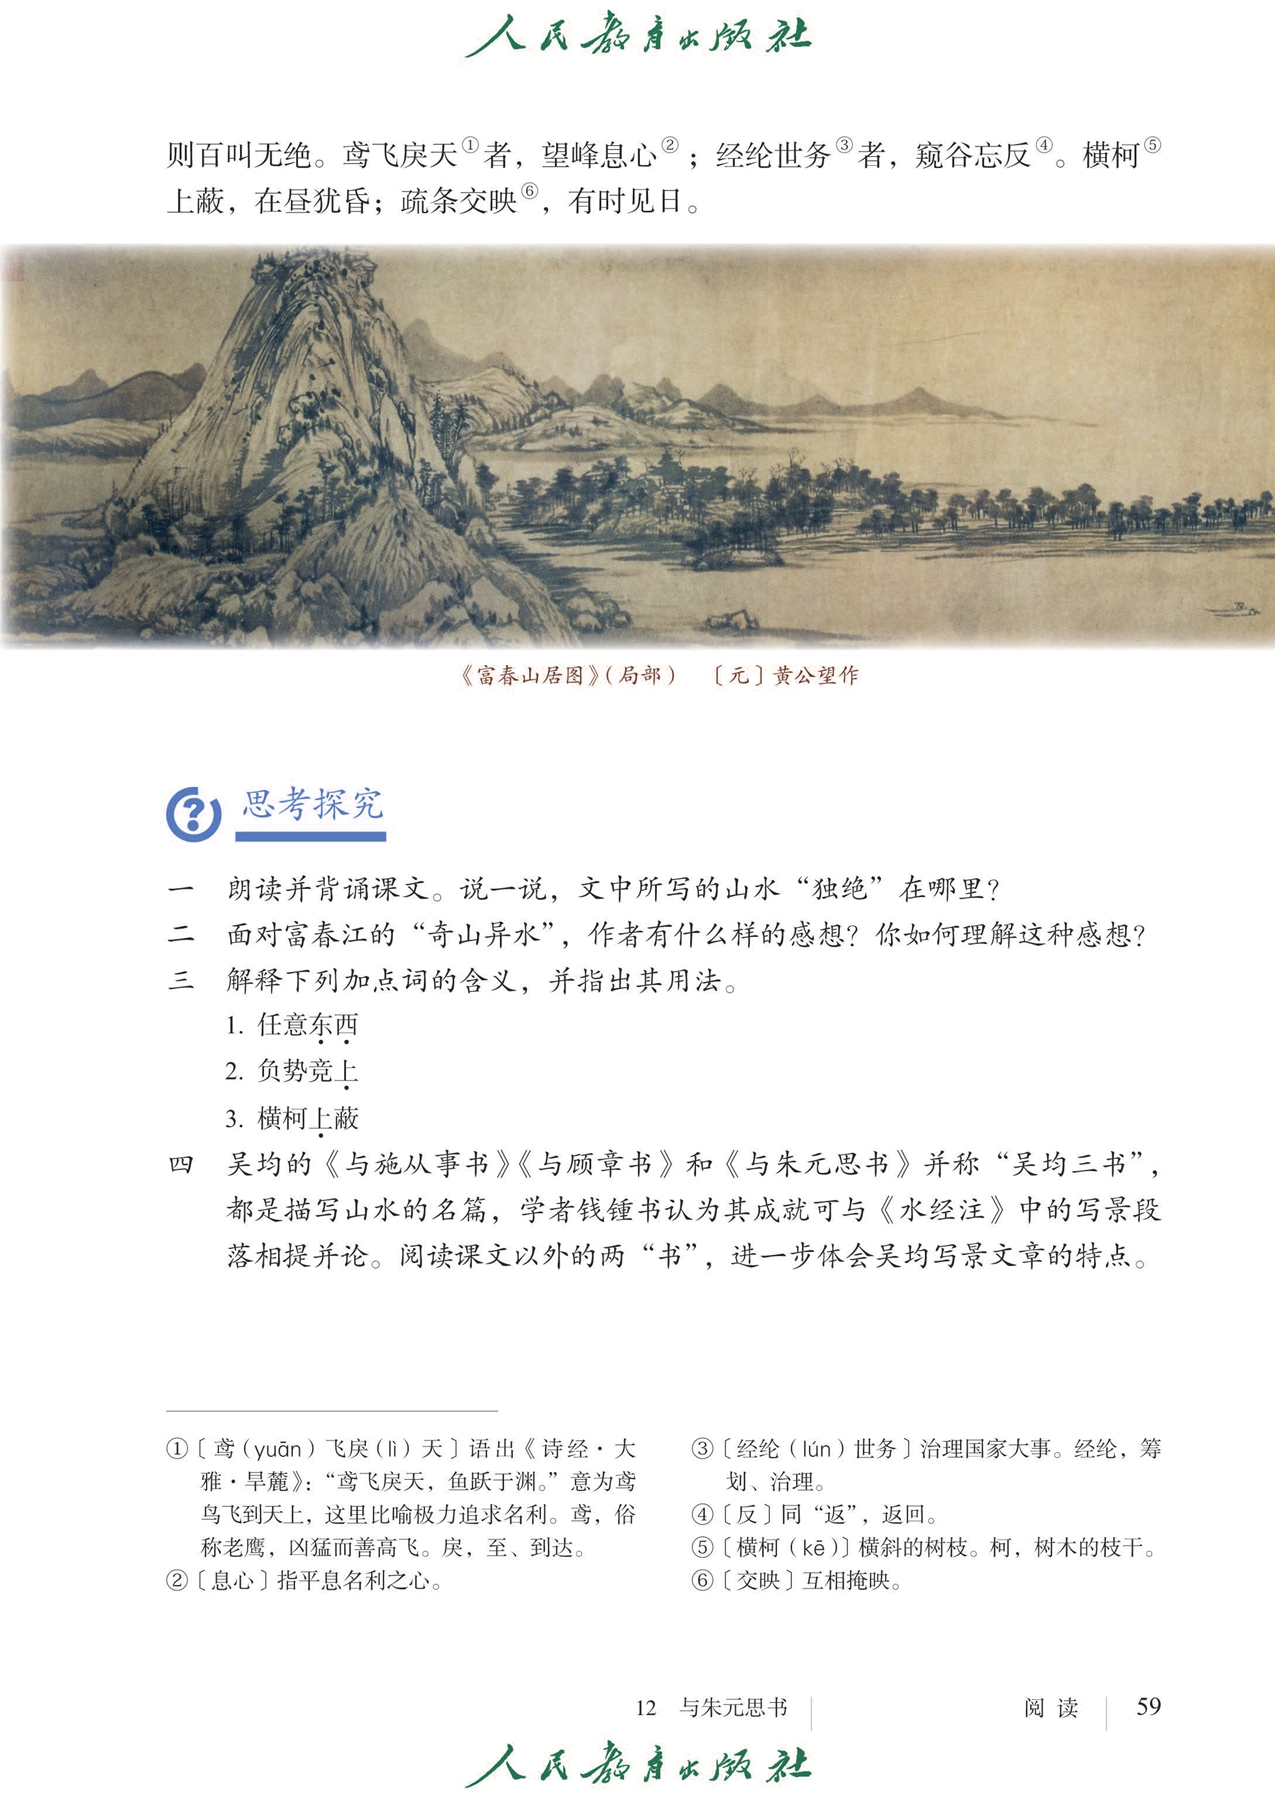 人民教育出版社
则百叫无绝。鸢飞戾天①者，望峰息心②；经纶世务③者，窥谷忘反④。横柯⑤
上蔽，在昼犹昏；疏条交映⑥，有时见日。
《富春山居图》（局部） 〔元〕黄公望作
思考探究
一 朗读并背诵课文。说一说，文中所写的山水“独绝”在哪里？
二 面对富春江的“奇山异水”，作者有什么样的感想？你如何理解这种感想？
三 解释下列加点词的含义，并指出其用法。
1. 任意东西
2. 负势竞上
3. 横柯上蔽
四 吴均的《与施从事书》《与顾章书》和《与朱元思书》并称“吴均三书”，
都是描写山水的名篇，学者钱锺书认为其成就可与《水经注》中的写景段
落相提并论。阅读课文以外的两“书”，进一步体会吴均写景文章的特点。
①〔鸢（yuān）飞戾（lì）天〕语出《诗经·大
雅·旱麓》：“鸢飞戾天，鱼跃于渊。”意为鸢
鸟飞到天上，这里比喻极力追求名利。鸢，俗
称老鹰，凶猛而善高飞。戾，至、到达。
②〔息心〕指平息名利之心。
③〔经纶（lún）世务〕治理国家大事。经纶，筹
划、治理。
④〔反〕同“返”，返回。
⑤〔横柯（kē）〕横斜的树枝。柯，树木的枝干。
⑥〔交映〕互相掩映。
12 与朱元思书
阅读 59
人民教育出版社